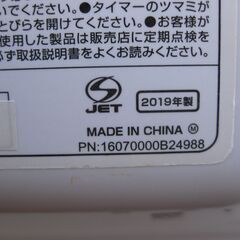 いてください。●タイマーのツマミが
とびらを開けてください。●お客様が
使用した製品は販売店に定期点検を
必ず取扱説明書をよくお読みください。
S JET
2019年製
MADE IN CHINA Ⓜ
PN:16070000B24988